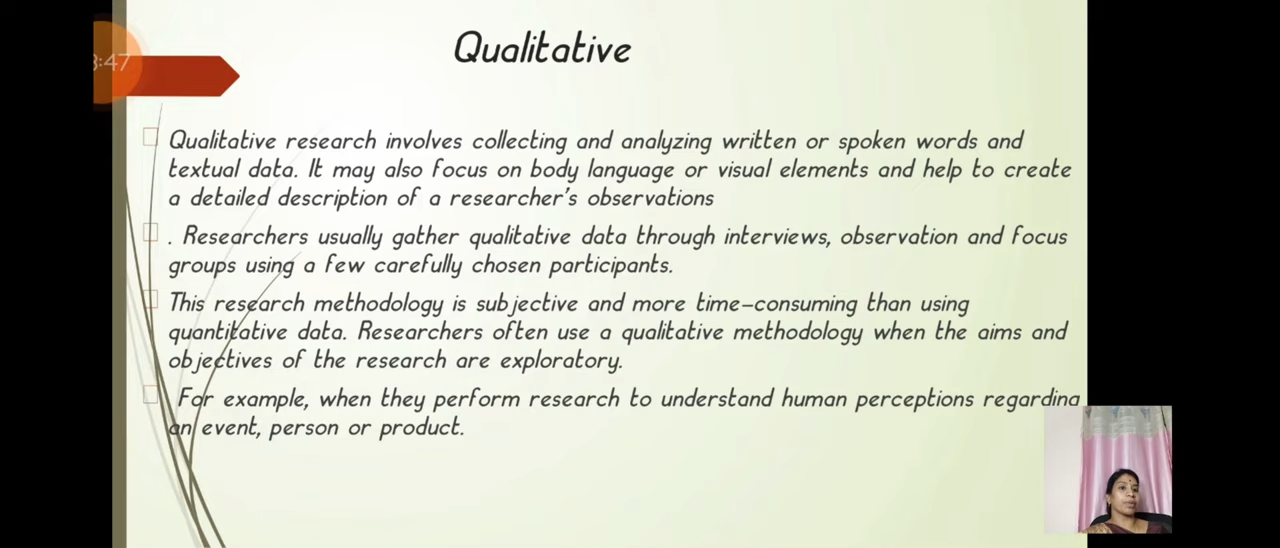 Qualitative
3:47
Qualitative research involves collecting and analyzing written or spoken words and
textual data. It may also focus on body language or visual elements and help to create
a detailed description of a researcher's observations
. Researchers usually gather qualitative data through interviews, observation and focus
groups using a few carefully chosen participants.
This research methodology is subjective and more time-consuming than using
quantitative data. Researchers often use a qualitative methodology when the aims and
objectives of the research are exploratory.
For example, when they perform research to understand human perceptions regarding
an event, person or product.